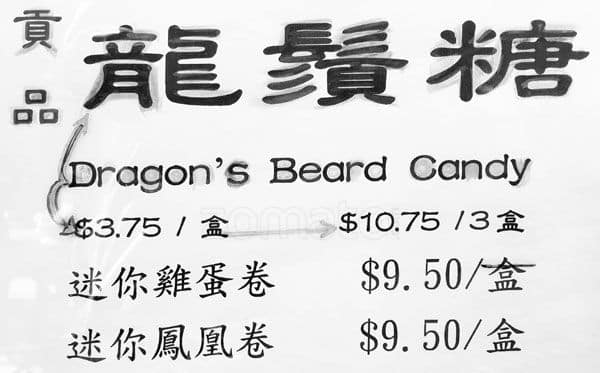 貢品
龍鬚糖
Dragon's Beard Candy
$3.75 / 盒 $10.75 /3盒
迷你雞蛋卷 $9.50/盒
迷你鳳凰卷 $9.50/盒
zomato